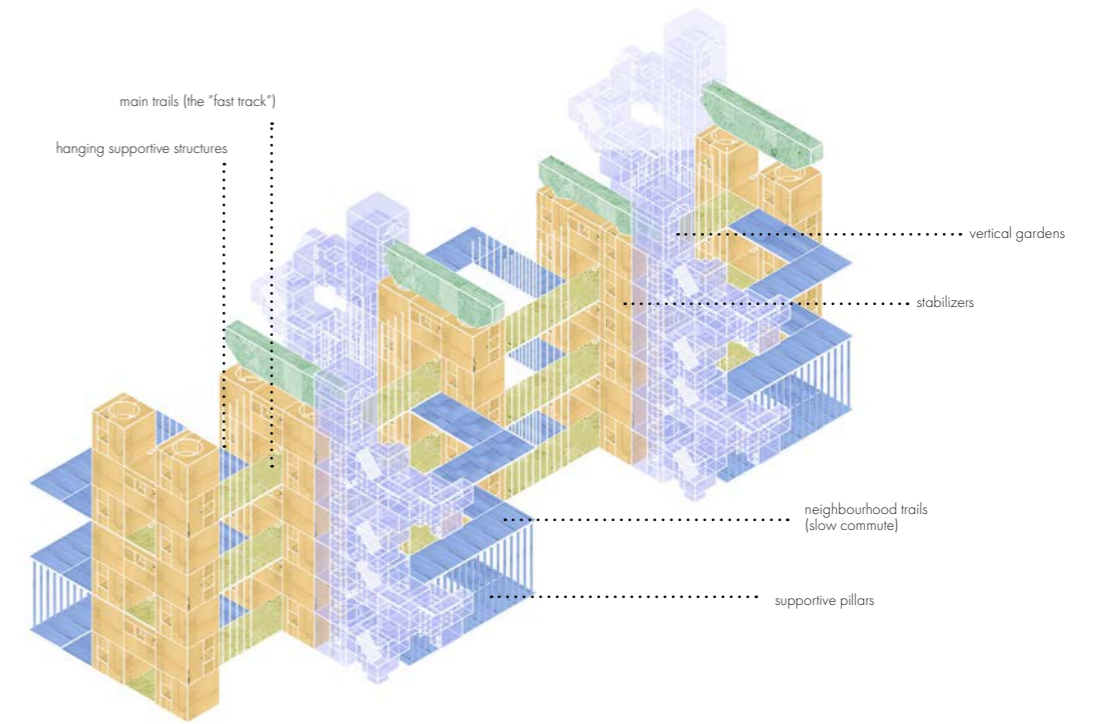 main trails (the "fast track")
hanging supportive structures
vertical gardens
stabilizers
neighbourhood trails
(slow commute)
supportive pillars